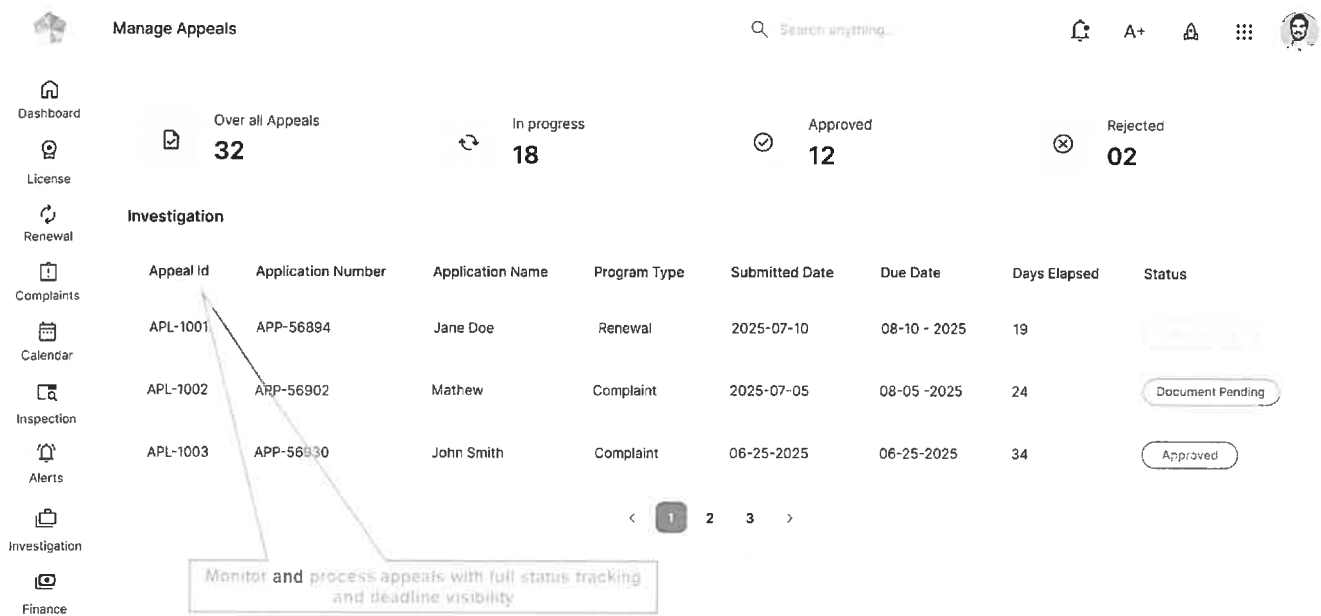 Manage Appeals
Search anything...
A+
Dashboard
License
Renewal
Complaints
Calendar
Inspection
Alerts
Investigation
Finance
Over all Appeals
32
In progress
18
Approved
12
Rejected
02
Investigation
Appeal Id Application Number Application Name Program Type Submitted Date Due Date Days Elapsed Status
APL-1001 APP-56894 Jane Doe Renewal 2025-07-10 08-10 - 2025 19
APL-1002 APP-56902 Mathew Complaint 2025-07-05 08-05 -2025 24 Document Pending
APL-1003 APP-56930 John Smith Complaint 06-25-2025 06-25-2025 34 Approved
< 1 2 3 >
Monitor and process appeals with full status tracking
and deadline visibility